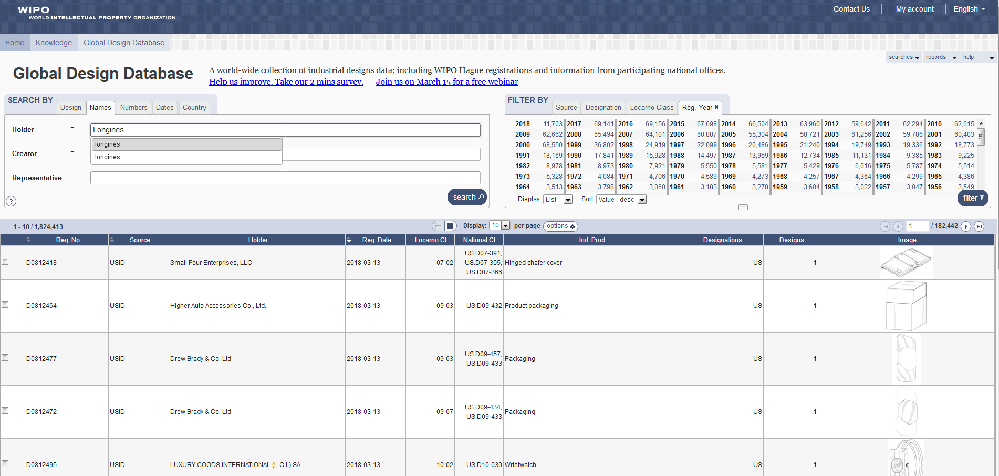 WIPO
WORLD INTELLECTUAL PROPERTY ORGANIZATION
Contact Us My account English
Home Knowledge Global Design Database
searches records help
Global Design Database
A world-wide collection of industrial designs data; including WIPO Hague registrations and information from participating national offices.
Help us improve. Take our 2 mins survey. Join us on March 15 for a free webinar
SEARCH BY Design Names Numbers Dates Country
Holder = Longines
longines
longines,
Creator =
Representative =
?
search
FILTER BY Source Designation Locarno Class Reg. Year ×
2018 11,703 2017 69,141 2016 69,156 2015 67,698 2014 66,504 2013 63,960 2012 59,642 2011 62,294 2010 62,615
2009 62,662 2008 65,494 2007 64,101 2006 60,887 2005 55,304 2004 58,721 2003 61,256 2002 59,786 2001 60,403
2000 68,550 1999 36,802 1998 24,919 1997 22,099 1996 20,486 1995 21,240 1994 19,749 1993 19,336 1992 18,773
1991 18,169 1990 17,841 1989 15,928 1988 14,497 1987 13,959 1986 12,734 1985 11,131 1984 9,385 1983 9,225
1982 8,978 1981 8,973 1980 7,921 1979 5,550 1978 5,581 1977 5,429 1976 6,016 1975 5,787 1974 5,514
1973 5,328 1972 4,084 1971 4,706 1970 4,589 1969 4,273 1968 4,257 1967 4,364 1966 4,299 1965 4,386
1964 3,513 1963 3,798 1962 3,060 1961 3,183 1960 3,278 1959 3,604 1958 3,022 1957 3,047 1956 3,549
Display: List Sort: Value - desc
filter
1 - 10 / 1,824,413 Display: 10 per page options 1 / 182,442
Reg. No Source Holder Reg. Date Locarno Cl. National Cl. Ind. Prod. Designations Designs Image
D0812418 USID Small Four Enterprises, LLC 2018-03-13 07-02 US.D07-391, US.D07-355, US.D07-366 Hinged chafer cover US 1
D0812464 USID Higher Auto Accessories Co., Ltd. 2018-03-13 09-03 US.D09-432 Product packaging US 1
D0812477 USID Drew Brady & Co. Ltd 2018-03-13 09-03 US.D09-457, US.D09-433 Packaging US 1
D0812472 USID Drew Brady & Co. Ltd 2018-03-13 09-07 US.D09-434, US.D09-433 Packaging US 1
D0812495 USID LUXURY GOODS INTERNATIONAL (L.G.I.) SA 2018-03-13 10-02 US.D10-030 Wristwatch US 1